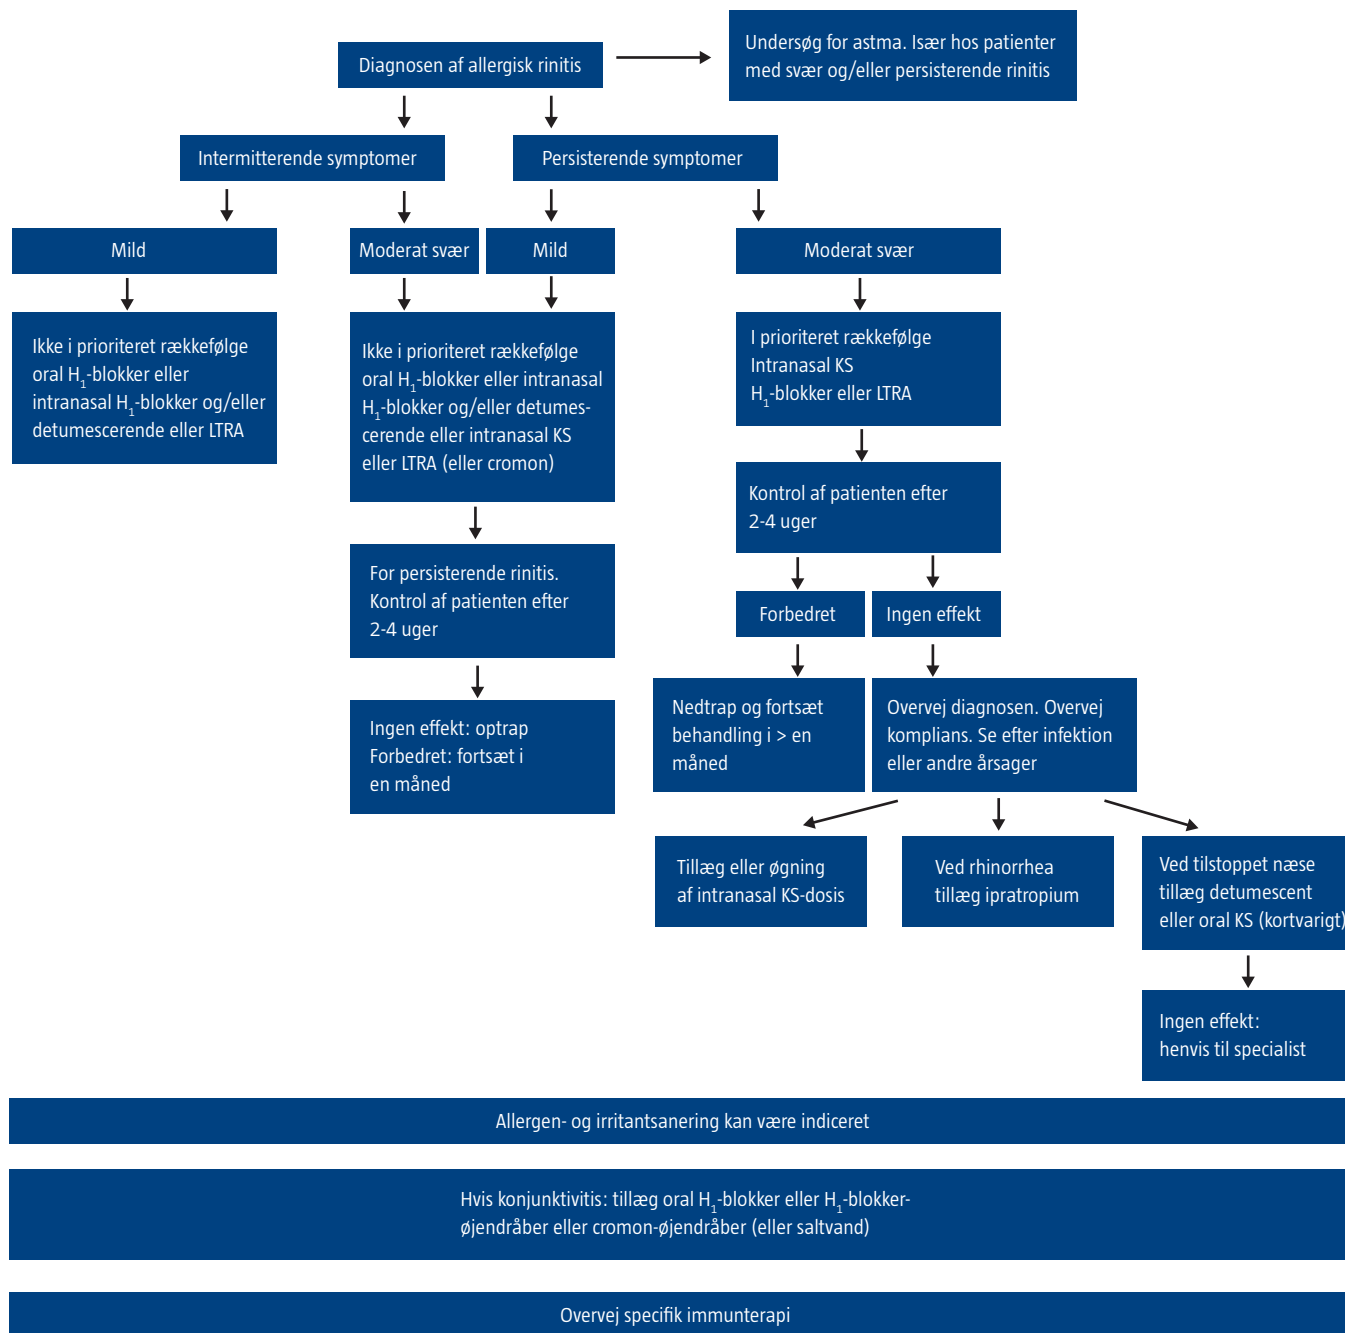 Diagnosen af allergisk rinitis
Undersøg for astma. Især hos patienter
med svær og/eller persisterende rinitis
Intermitterende symptomer
Persisterende symptomer
Mild
Moderat svær
Mild
Moderat svær
Ikke i prioriteret rækkefølge
oral H₁-blokker eller
intranasal H₁-blokker og/eller
detumescerende eller LTRA
Ikke i prioriteret rækkefølge
oral H₁-blokker eller intranasal
H₁-blokker og/eller detumes-
cerende eller intranasal KS
eller LTRA (eller cromon)
I prioriteret rækkefølge
Intranasal KS
H₁-blokker eller LTRA
Kontrol af patienten efter
2-4 uger
For persisterende rinitis.
Kontrol af patienten efter
2-4 uger
Forbedret
Ingen effekt
Ingen effekt: optrap
Forbedret: fortsæt i
en måned
Nedtrap og fortsæt
behandling i > en
måned
Overvej diagnosen. Overvej
komplians. Se efter infektion
eller andre årsager
Tillæg eller øgning
af intranasal KS-dosis
Ved rhinorrhea
tillæg ipratropium
Ved tilstoppet næse
tillæg detumescent
eller oral KS (kortvarigt)
Ingen effekt:
henvis til specialist
Allergen- og irritantsanering kan være indiceret
Hvis konjunktivitis: tillæg oral H₁-blokker eller H₁-blokker-
øjendråber eller cromon-øjendråber (eller saltvand)
Overvej specifik immunterapi